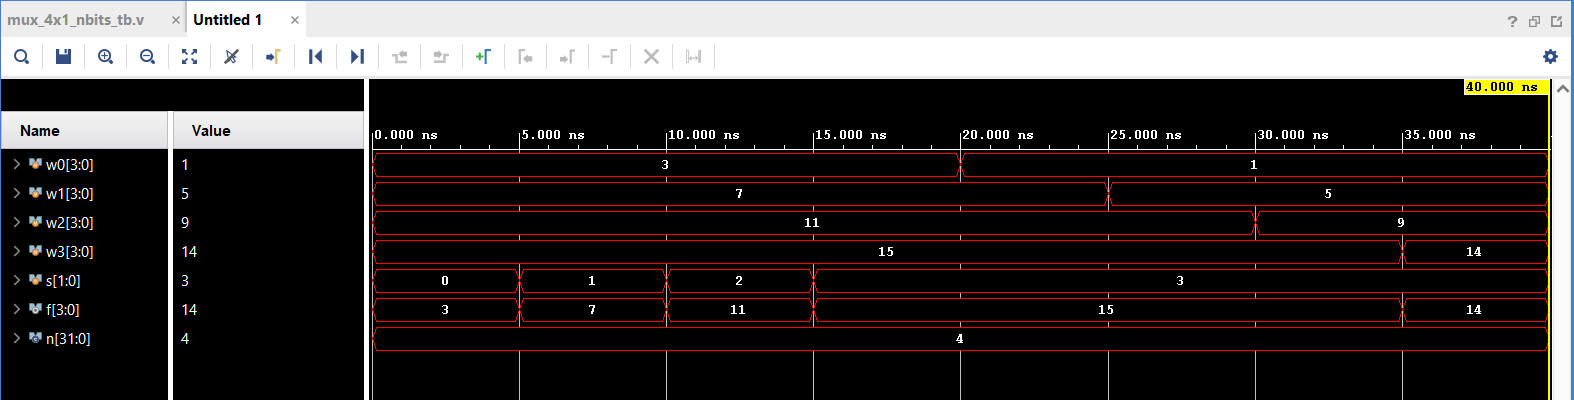 mux_4x1_nbits_tb.v × Untitled 1 × ?
40.000 ns
Name Value 0.000 ns 5.000 ns 10.000 ns 15.000 ns 20.000 ns 25.000 ns 30.000 ns 35.000 ns
w0[3:0] 1 3 1
w1[3:0] 5 7 5
w2[3:0] 9 11 9
w3[3:0] 14 15 14
s[1:0] 3 0 1 2 3
f[3:0] 14 3 7 11 15 14
n[31:0] 4 4